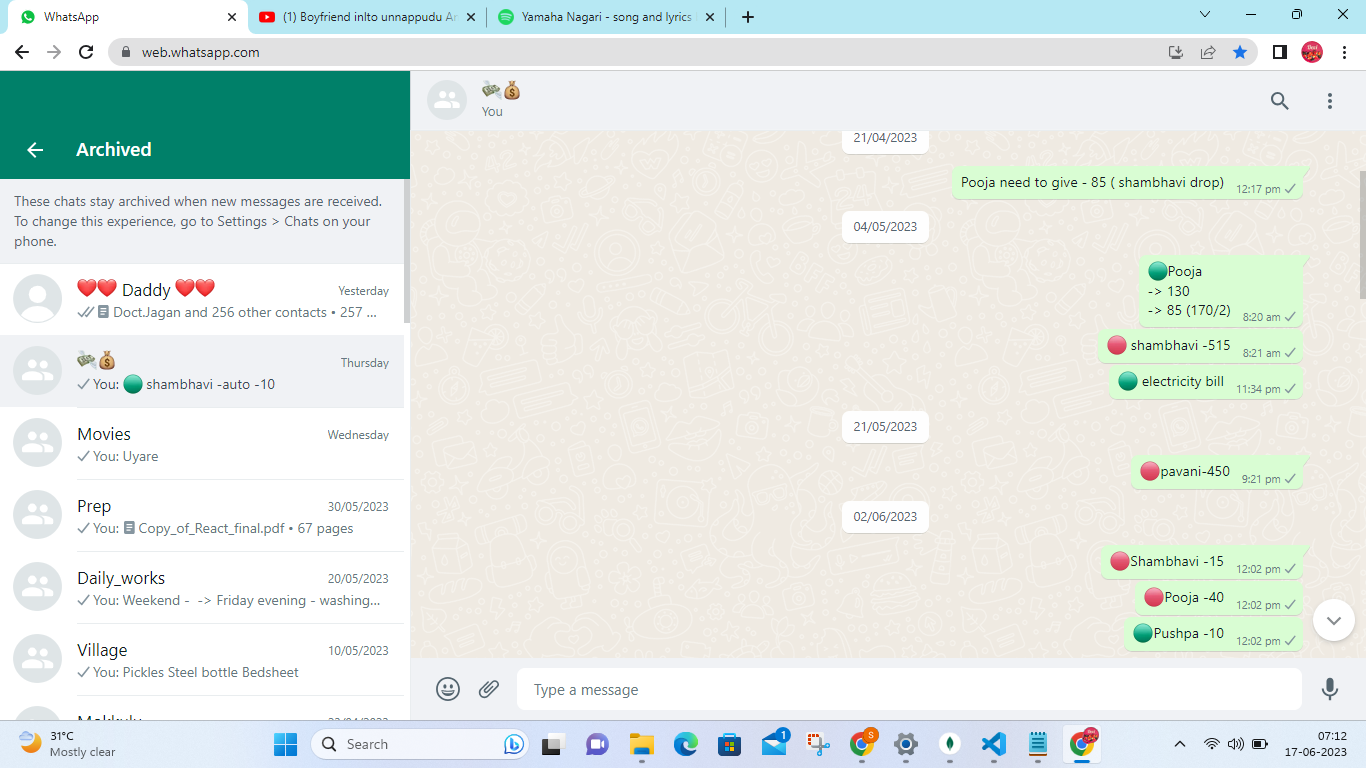 WhatsApp
(1) Boyfriend inlto unnappudu
Yamaha Nagari - song and lyrics
web.whatsapp.com
Archived
These chats stay archived when new messages are received.
To change this experience, go to Settings > Chats on your
phone.
❤️❤️ Daddy ❤️❤️ Yesterday
Doct.Jagan and 256 other contacts • 257 ...
💸💰 Thursday
You: 🟢 shambhavi -auto -10
Movies Wednesday
You: Uyare
Prep 30/05/2023
You: Copy_of_React_final.pdf • 67 pages
Daily_works 20/05/2023
You: Weekend - -> Friday evening - washing...
Village 10/05/2023
You: Pickles Steel bottle Bedsheet
💸💰
You
21/04/2023
Pooja need to give - 85 ( shambhavi drop) 12:17 pm
04/05/2023
🟢Pooja
-> 130
-> 85 (170/2) 8:20 am
🔴 shambhavi -515 8:21 am
🟢 electricity bill 11:34 pm
21/05/2023
🔴pavani-450 9:21 pm
02/06/2023
🔴Shambhavi -15 12:02 pm
🔴Pooja -40 12:02 pm
🟢Pushpa -10 12:02 pm
Type a message
31°C
Mostly clear
Search
1
S
07:12
17-06-2023